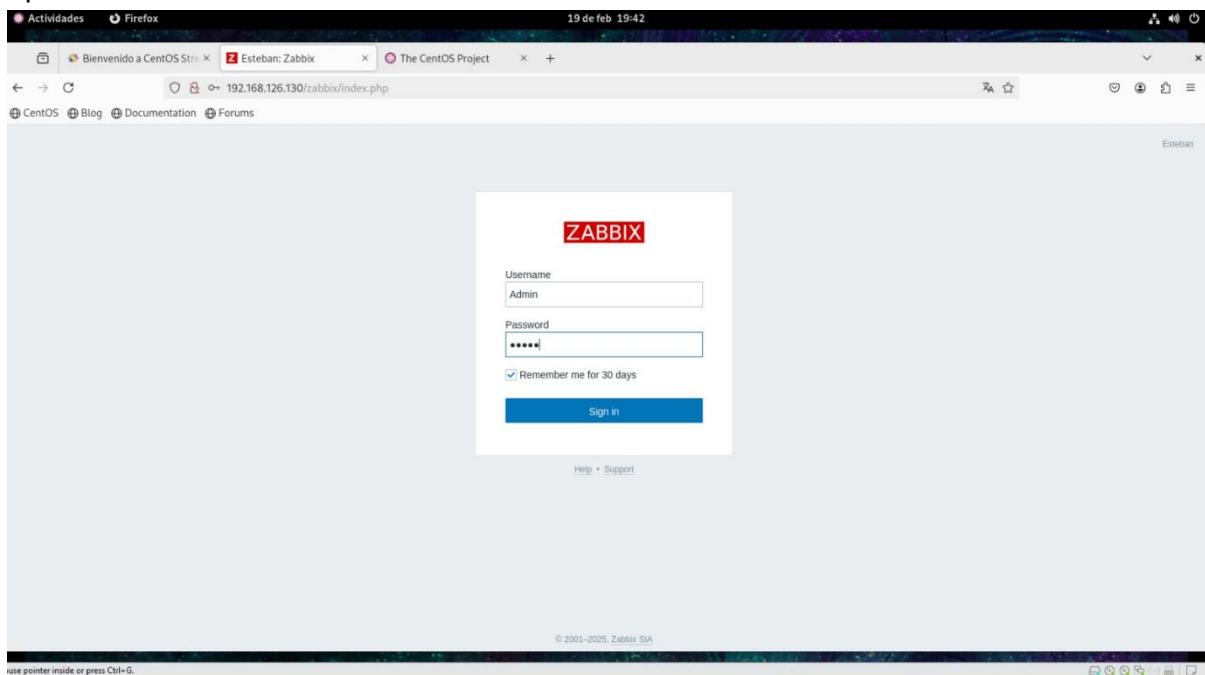 Actividades Firefox 19 de feb 19:42
Bienvenido a CentOS Stre Esteban: Zabbix The CentOS Project
192.168.126.130/zabbix/index.php
CentOS Blog Documentation Forums
Esteban
ZABBIX
Username
Admin
Password
•••••
Remember me for 30 days
Sign in
Help • Support
© 2001–2025, Zabbix SIA
use pointer inside or press Ctrl+G.